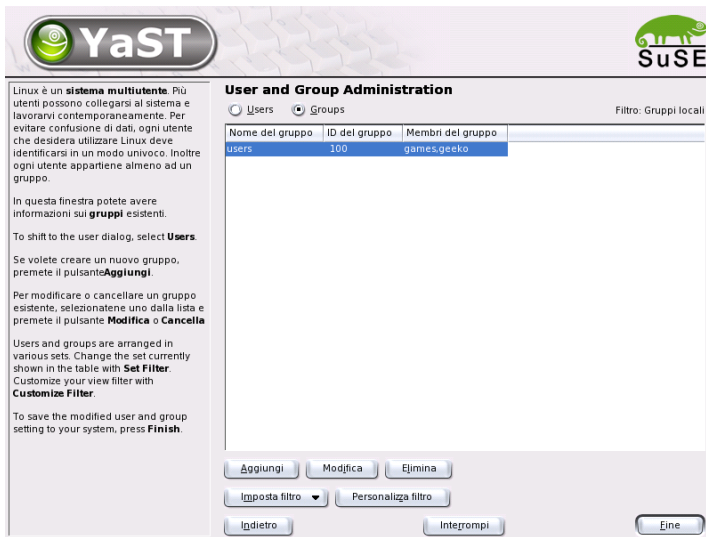 YaST
SuSE
Linux è un sistema multiutente. Più
utenti possono collegarsi al sistema e
lavorarvi contemporaneamente. Per
evitare confusione di dati, ogni utente
che desidera utilizzare Linux deve
identificarsi in un modo univoco. Inoltre
ogni utente appartiene almeno ad un
gruppo.
In questa finestra potete avere
informazioni sui gruppi esistenti.
To shift to the user dialog, select Users.
Se volete creare un nuovo gruppo,
premete il pulsanteAggiungi.
Per modificare o cancellare un gruppo
esistente, selezionatene uno dalla lista e
premete il pulsante Modifica o Cancella
Users and groups are arranged in
various sets. Change the set currently
shown in the table with Set Filter.
Customize your view filter with
Customize Filter.
To save the modified user and group
setting to your system, press Finish.
User and Group Administration
Users Groups Filtro: Gruppi locali
Nome del gruppo ID del gruppo Membri del gruppo
users 100 games,geeko
Aggiungi Modifica Elimina
Imposta filtro Personalizza filtro
Indietro Interrompi Fine